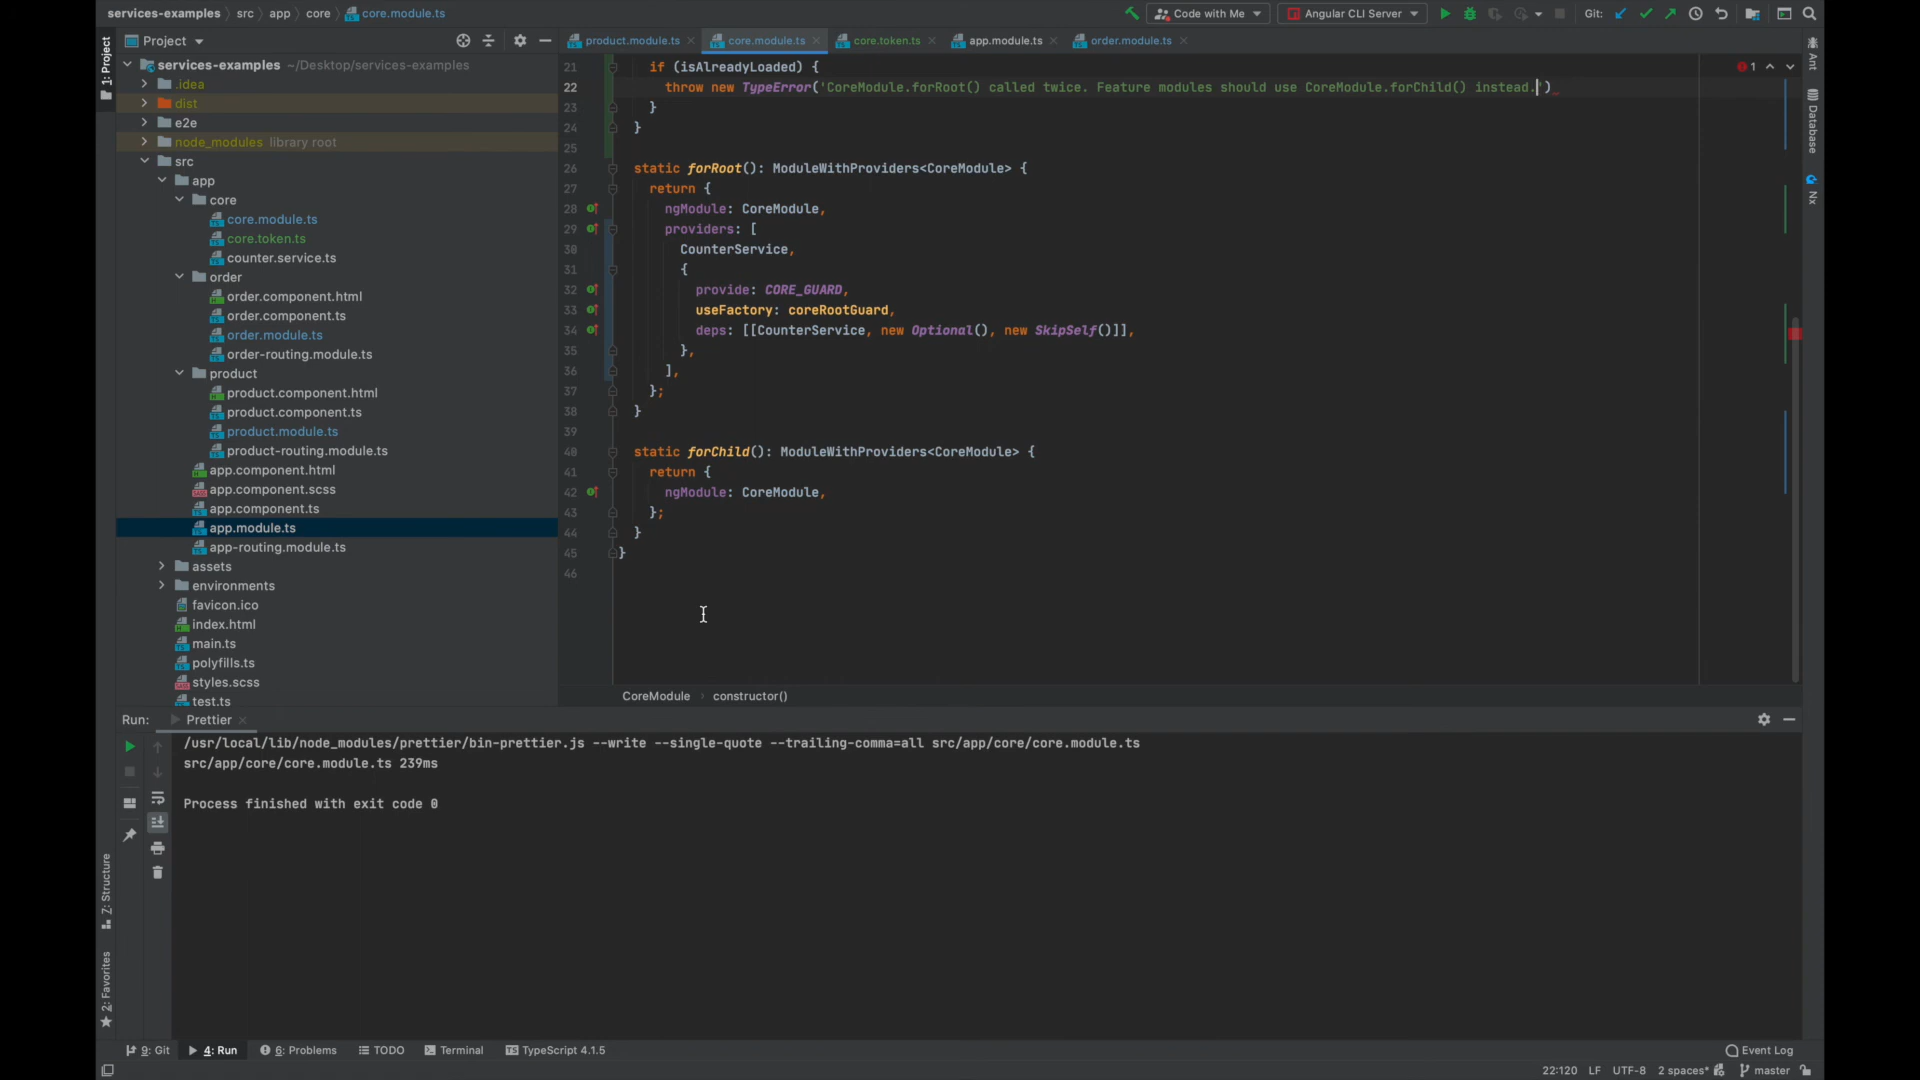 services-examples src app core core.module.ts
Code with Me Angular CLI Server Git:
Project
product.module.ts core.module.ts core.token.ts app.module.ts order.module.ts
1: Project
services-examples ~/Desktop/services-examples
.idea
dist
e2e
node_modules library root
src
app
core
core.module.ts
core.token.ts
counter.service.ts
order
order.component.html
order.component.ts
order.module.ts
order-routing.module.ts
product
product.component.html
product.component.ts
product.module.ts
product-routing.module.ts
app.component.html
app.component.scss
app.component.ts
app.module.ts
app-routing.module.ts
assets
environments
favicon.ico
index.html
main.ts
polyfills.ts
styles.scss
test.ts
21 if (isAlreadyLoaded) {
22 throw new TypeError('CoreModule.forRoot() called twice. Feature modules should use CoreModule.forChild() instead.')
23 }
24 }
25
26 static forRoot(): ModuleWithProviders<CoreModule> {
27 return {
28 ngModule: CoreModule,
29 providers: [
30 CounterService,
31 {
32 provide: CORE_GUARD,
33 useFactory: coreRootGuard,
34 deps: [[CounterService, new Optional(), new SkipSelf()]],
35 },
36 ],
37 };
38 }
39
40 static forChild(): ModuleWithProviders<CoreModule> {
41 return {
42 ngModule: CoreModule,
43 };
44 }
45 }
46
1
Ant
Database
Nx
CoreModule constructor()
Run: Prettier
/usr/local/lib/node_modules/prettier/bin-prettier.js --write --single-quote --trailing-comma=all src/app/core/core.module.ts
src/app/core/core.module.ts 239ms
Process finished with exit code 0
Z: Structure
2: Favorites
9: Git 4: Run 6: Problems TODO Terminal TypeScript 4.1.5 Event Log
22:120 LF UTF-8 2 spaces* master